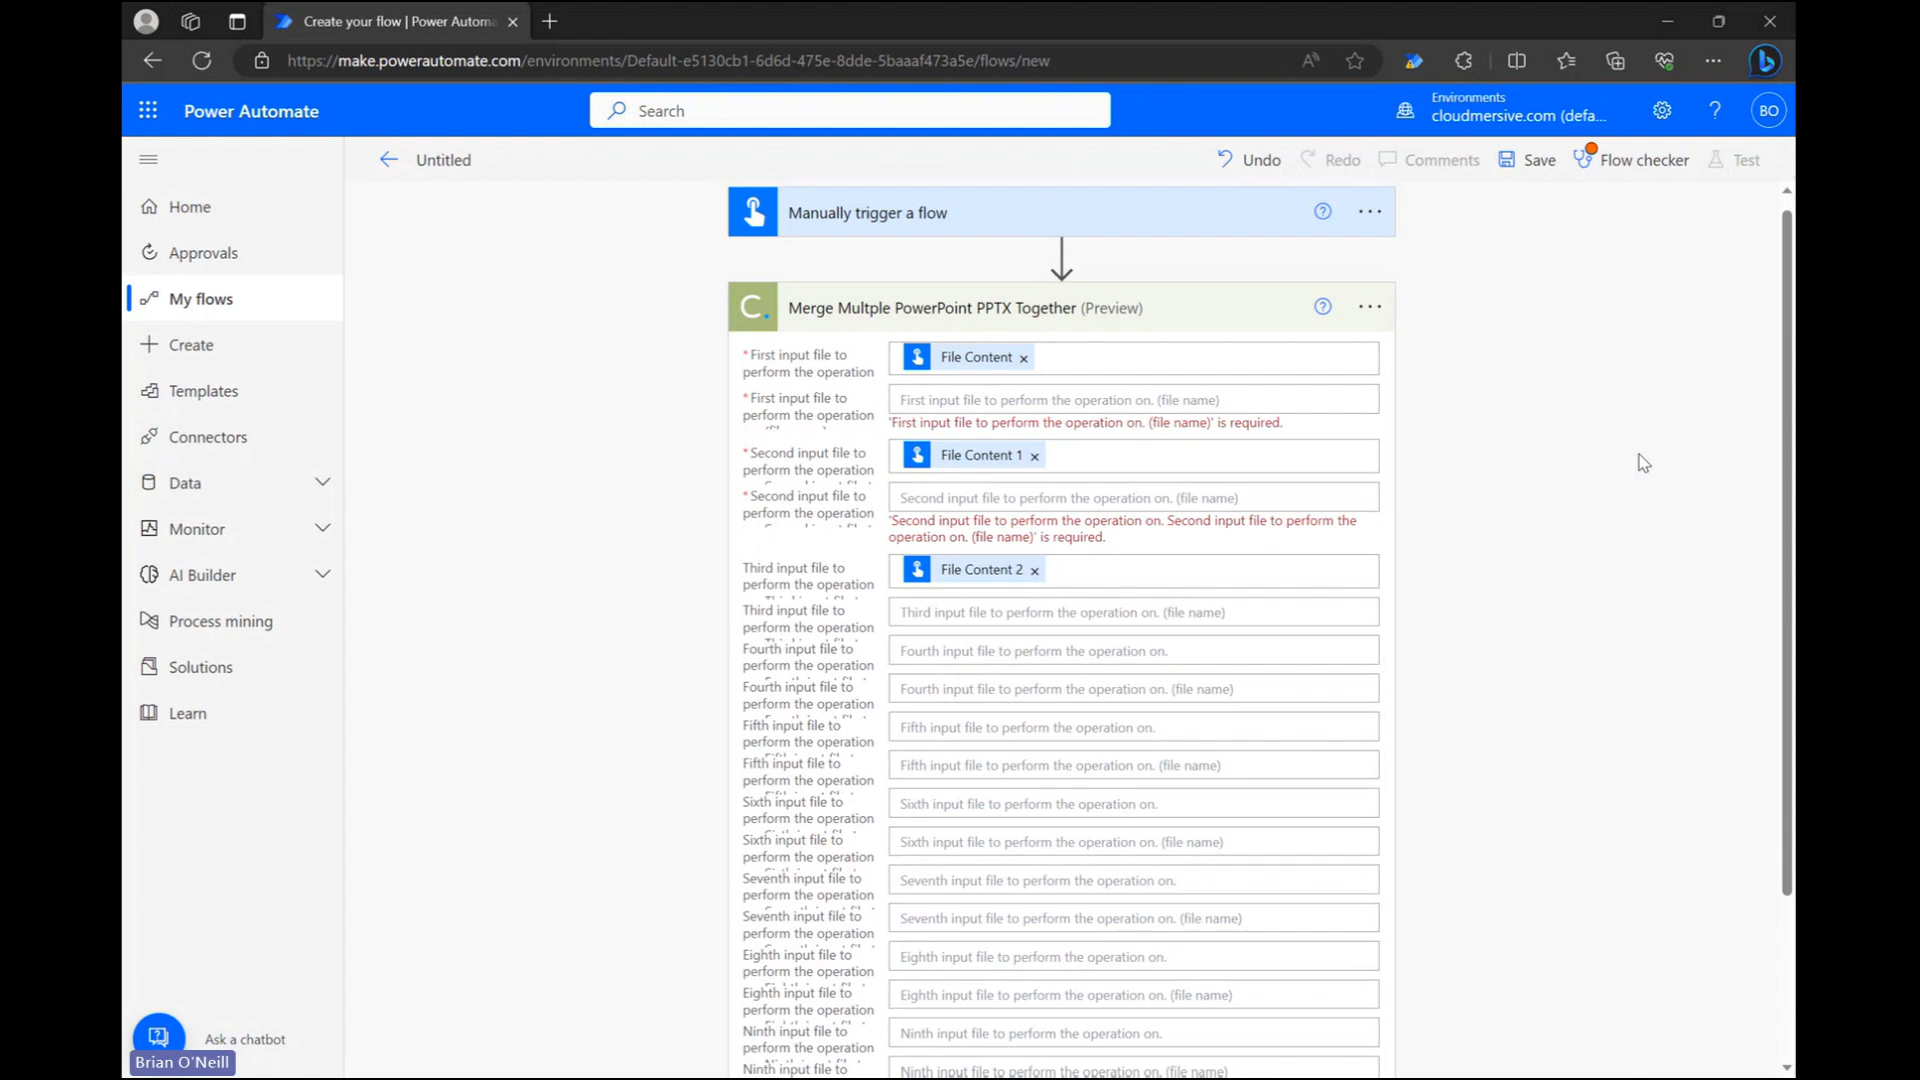 Create your flow | Power Autom
https://make.powerautomate.com/environments/Default-e5130cb1-6d6d-475e-8dde-5baaaf473a5e/flows/new
Power Automate
Search
Environments
cloudmersive.com (defa...
BO
Untitled
Undo
Redo
Comments
Save
Flow checker
Test
Home
Approvals
My flows
Create
Templates
Connectors
Data
Monitor
AI Builder
Process mining
Solutions
Learn
Ask a chatbot
Brian O'Neill
Manually trigger a flow
Merge Multple PowerPoint PPTX Together (Preview)
* First input file to
perform the operation
File Content ×
* First input file to
perform the operation
First input file to perform the operation on. (file name)
'First input file to perform the operation on. (file name)' is required.
* Second input file to
perform the operation
File Content 1 ×
* Second input file to
perform the operation
Second input file to perform the operation on. (file name)
'Second input file to perform the operation on. Second input file to perform the
operation on. (file name)' is required.
Third input file to
perform the operation
File Content 2 ×
Third input file to
perform the operation
Third input file to perform the operation on. (file name)
Fourth input file to
perform the operation
Fourth input file to perform the operation on.
Fourth input file to
perform the operation
Fourth input file to perform the operation on. (file name)
Fifth input file to
perform the operation
Fifth input file to perform the operation on.
Fifth input file to
perform the operation
Fifth input file to perform the operation on. (file name)
Sixth input file to
perform the operation
Sixth input file to perform the operation on.
Sixth input file to
perform the operation
Sixth input file to perform the operation on. (file name)
Seventh input file to
perform the operation
Seventh input file to perform the operation on.
Seventh input file to
perform the operation
Seventh input file to perform the operation on. (file name)
Eighth input file to
perform the operation
Eighth input file to perform the operation on.
Eighth input file to
perform the operation
Eighth input file to perform the operation on. (file name)
Ninth input file to
perform the operation
Ninth input file to perform the operation on.
Ninth input file to
Ninth input file to perform the operation on. (file name)